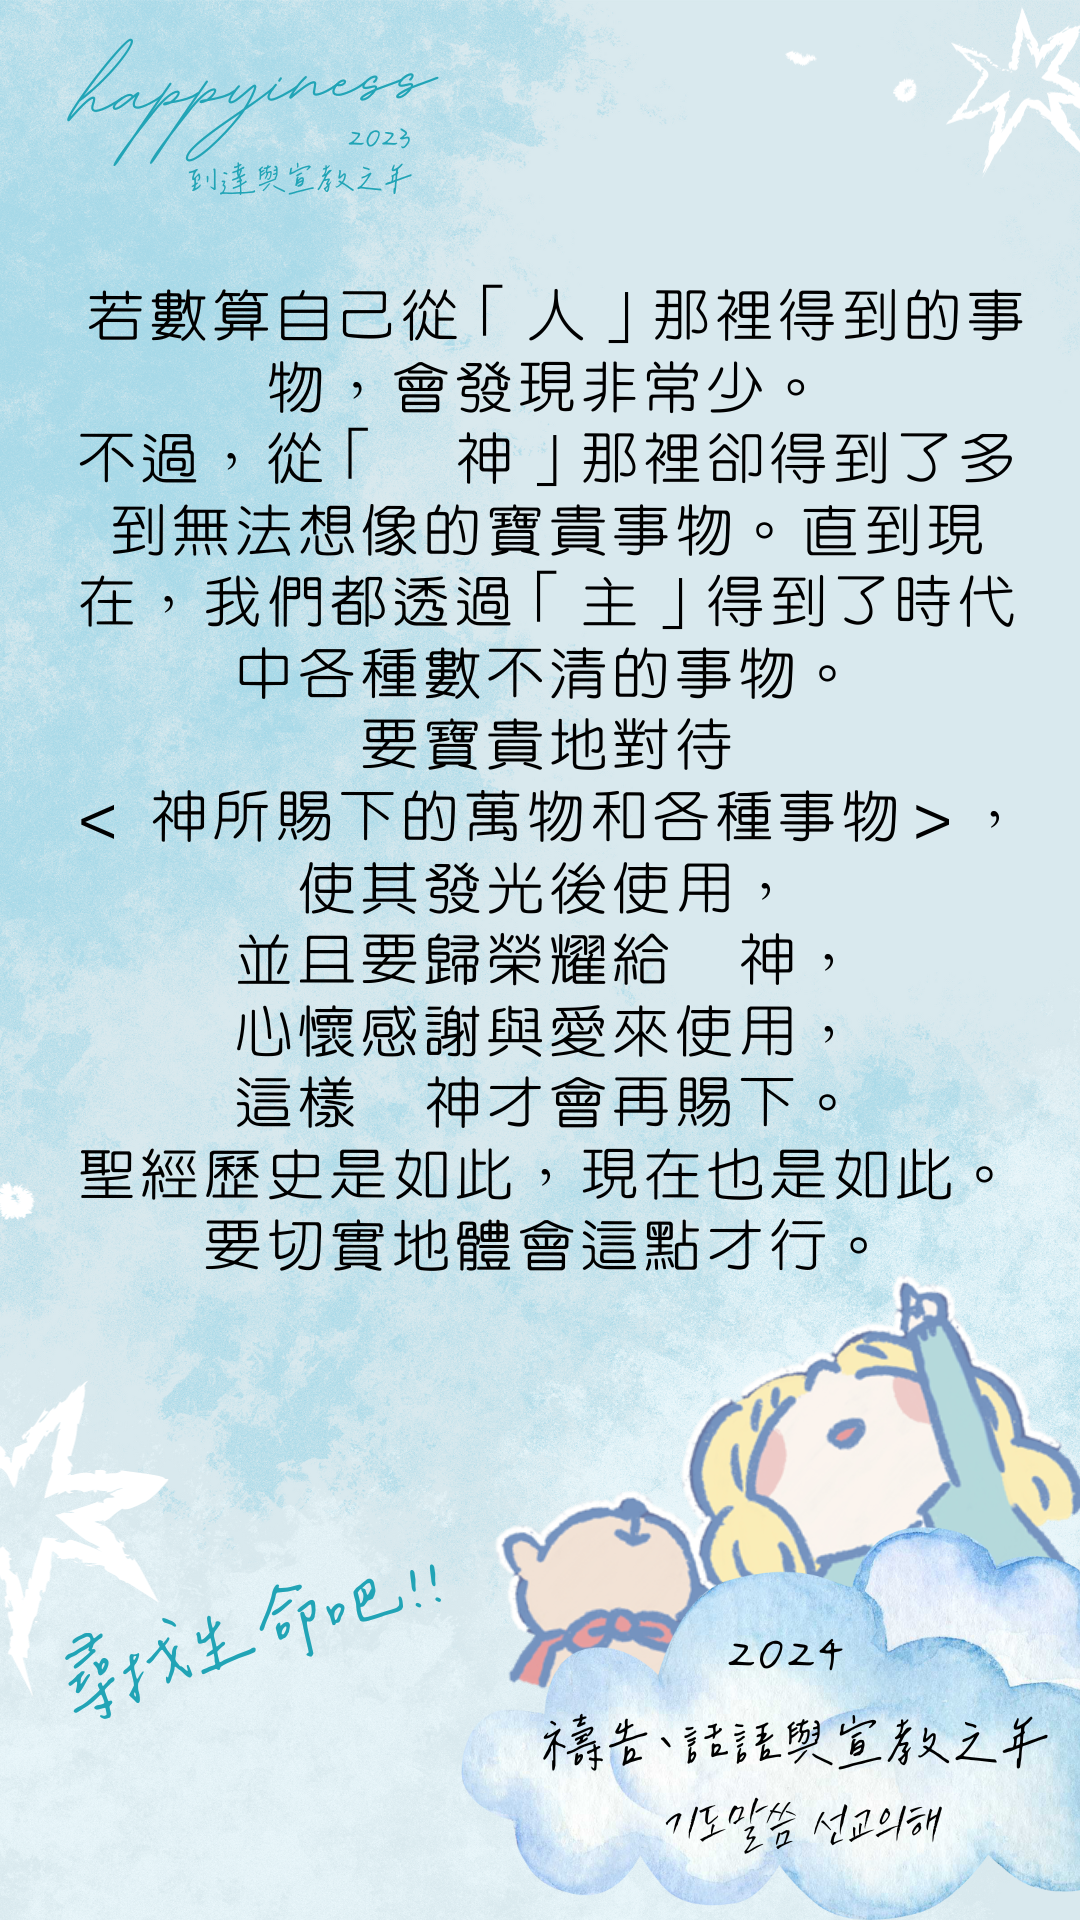 happyiness
2023
到達與宣教之年
若數算自己從「人」那裡得到的事
物，會發現非常少。
不過，從「　神」那裡卻得到了多
到無法想像的寶貴事物。直到現
在，我們都透過「主」得到了時代
中各種數不清的事物。
要寶貴地對待
< 神所賜下的萬物和各種事物>，
使其發光後使用，
並且要歸榮耀給　神，
心懷感謝與愛來使用，
這樣　神才會再賜下。
聖經歷史是如此，現在也是如此。
要切實地體會這點才行。
尋找生命吧!!
2024
禱告、話語與宣教之年
기도말씀 선교의해